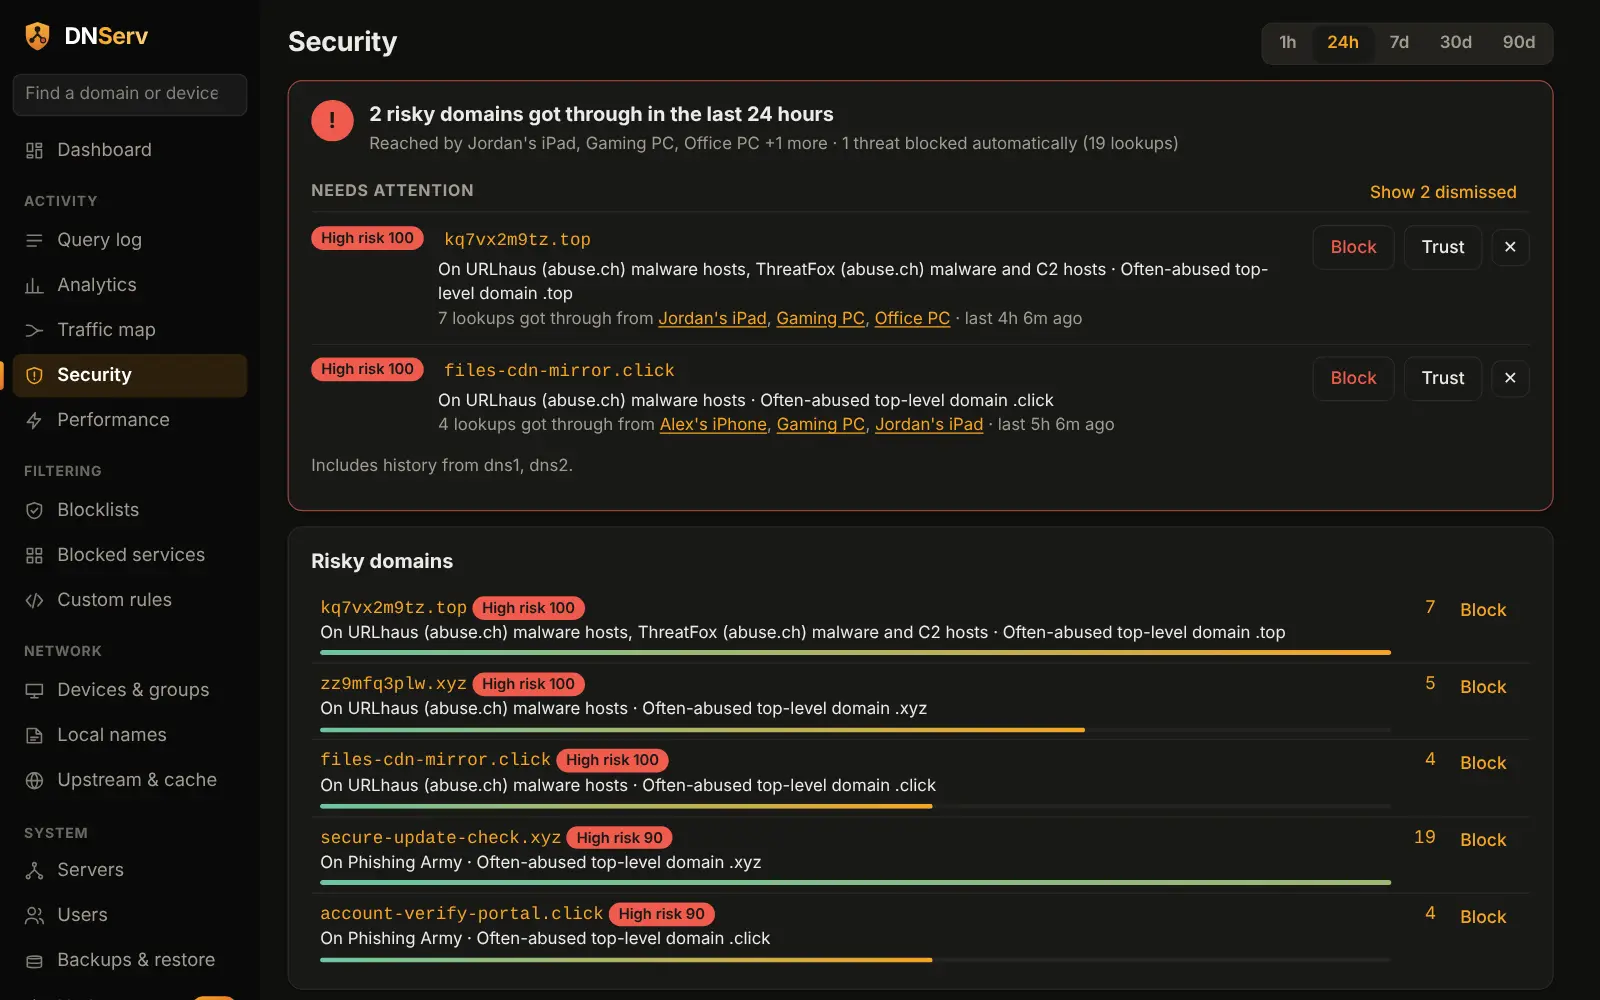 DNServ
Find a domain or device
Dashboard
ACTIVITY
Query log
Analytics
Traffic map
Security
Performance
FILTERING
Blocklists
Blocked services
Custom rules
NETWORK
Devices & groups
Local names
Upstream & cache
SYSTEM
Servers
Users
Backups & restore
Security
1h 24h 7d 30d 90d
!
2 risky domains got through in the last 24 hours
Reached by Jordan's iPad, Gaming PC, Office PC +1 more · 1 threat blocked automatically (19 lookups)
NEEDS ATTENTION
Show 2 dismissed
High risk 100 kq7vx2m9tz.top Block Trust ✕
On URLhaus (abuse.ch) malware hosts, ThreatFox (abuse.ch) malware and C2 hosts · Often-abused top-
level domain .top
7 lookups got through from Jordan's iPad, Gaming PC, Office PC · last 4h 6m ago
High risk 100 files-cdn-mirror.click Block Trust ✕
On URLhaus (abuse.ch) malware hosts · Often-abused top-level domain .click
4 lookups got through from Alex's iPhone, Gaming PC, Jordan's iPad · last 5h 6m ago
Includes history from dns1, dns2.
Risky domains
kq7vx2m9tz.top High risk 100 7 Block
On URLhaus (abuse.ch) malware hosts, ThreatFox (abuse.ch) malware and C2 hosts · Often-abused top-level domain .top
zz9mfq3plw.xyz High risk 100 5 Block
On URLhaus (abuse.ch) malware hosts · Often-abused top-level domain .xyz
files-cdn-mirror.click High risk 100 4 Block
On URLhaus (abuse.ch) malware hosts · Often-abused top-level domain .click
secure-update-check.xyz High risk 90 19 Block
On Phishing Army · Often-abused top-level domain .xyz
account-verify-portal.click High risk 90 4 Block
On Phishing Army · Often-abused top-level domain .click